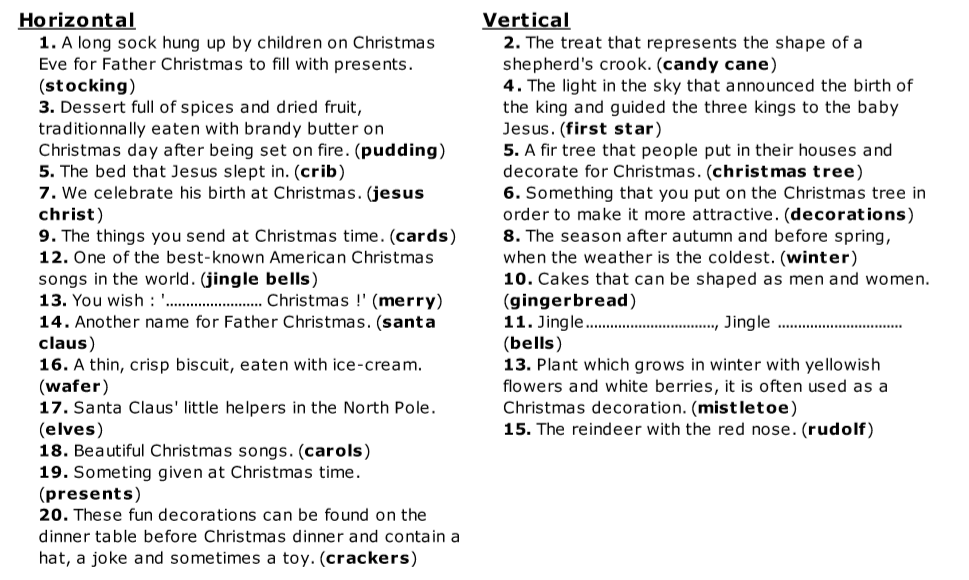 Horizontal
1. A long sock hung up by children on Christmas
Eve for Father Christmas to fill with presents.
(stocking)
3. Dessert full of spices and dried fruit,
traditionnally eaten with brandy butter on
Christmas day after being set on fire. (pudding)
5. The bed that Jesus slept in. (crib)
7. We celebrate his birth at Christmas. (jesus
christ)
9. The things you send at Christmas time. (cards)
12. One of the best-known American Christmas
songs in the world. (jingle bells)
13. You wish : '........................ Christmas !' (merry)
14. Another name for Father Christmas. (santa
claus)
16. A thin, crisp biscuit, eaten with ice-cream.
(wafer)
17. Santa Claus' little helpers in the North Pole.
(elves)
18. Beautiful Christmas songs. (carols)
19. Someting given at Christmas time.
(presents)
20. These fun decorations can be found on the
dinner table before Christmas dinner and contain a
hat, a joke and sometimes a toy. (crackers)
Vertical
2. The treat that represents the shape of a
shepherd's crook. (candy cane)
4. The light in the sky that announced the birth of
the king and guided the three kings to the baby
Jesus. (first star)
5. A fir tree that people put in their houses and
decorate for Christmas. (christmas tree)
6. Something that you put on the Christmas tree in
order to make it more attractive. (decorations)
8. The season after autumn and before spring,
when the weather is the coldest. (winter)
10. Cakes that can be shaped as men and women.
(gingerbread)
11. Jingle................................, Jingle ...............................
(bells)
13. Plant which grows in winter with yellowish
flowers and white berries, it is often used as a
Christmas decoration. (mistletoe)
15. The reindeer with the red nose. (rudolf)